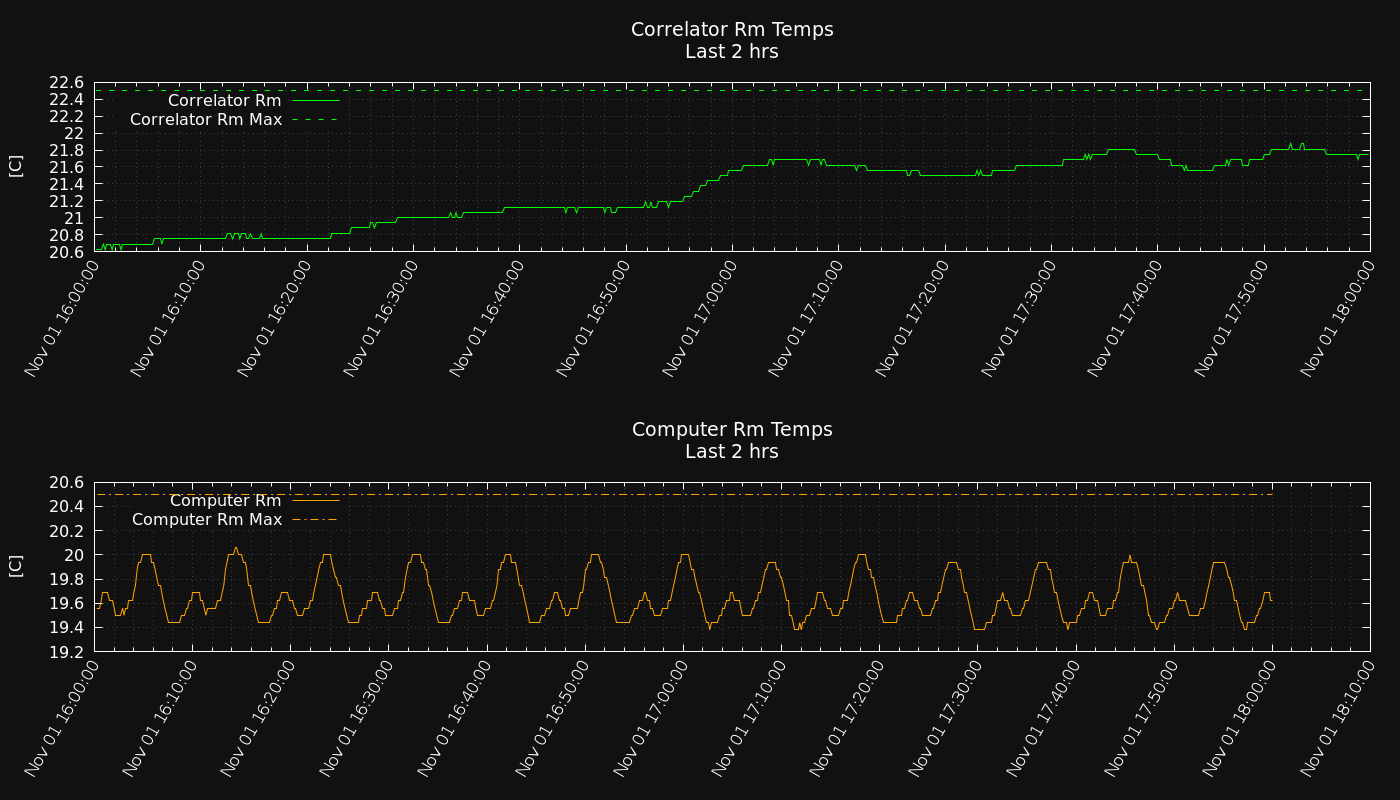 Correlator Rm Temps
Last 2 hrs
22.6
22.4
22.2
22
21.8
21.6
21.4
21.2
21
20.8
20.6
[C]
Correlator Rm
Correlator Rm Max
Nov 01 16:00:00
Nov 01 16:10:00
Nov 01 16:20:00
Nov 01 16:30:00
Nov 01 16:40:00
Nov 01 16:50:00
Nov 01 17:00:00
Nov 01 17:10:00
Nov 01 17:20:00
Nov 01 17:30:00
Nov 01 17:40:00
Nov 01 17:50:00
Nov 01 18:00:00
Computer Rm Temps
Last 2 hrs
20.6
20.4
20.2
20
19.8
19.6
19.4
19.2
[C]
Computer Rm
Computer Rm Max
Nov 01 16:00:00
Nov 01 16:10:00
Nov 01 16:20:00
Nov 01 16:30:00
Nov 01 16:40:00
Nov 01 16:50:00
Nov 01 17:00:00
Nov 01 17:10:00
Nov 01 17:20:00
Nov 01 17:30:00
Nov 01 17:40:00
Nov 01 17:50:00
Nov 01 18:00:00
Nov 01 18:10:00